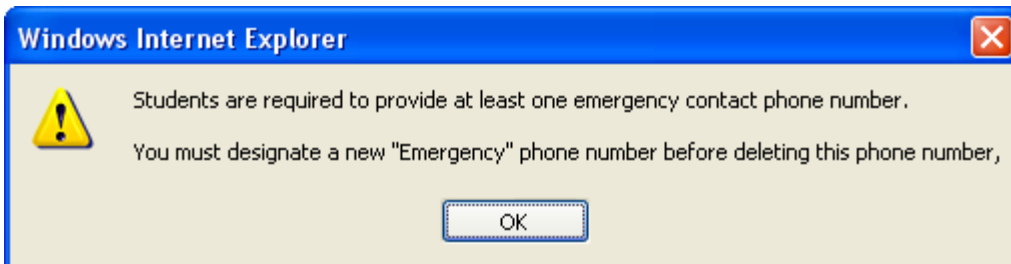 Windows Internet Explorer
Students are required to provide at least one emergency contact phone number.
You must designate a new "Emergency" phone number before deleting this phone number,
OK